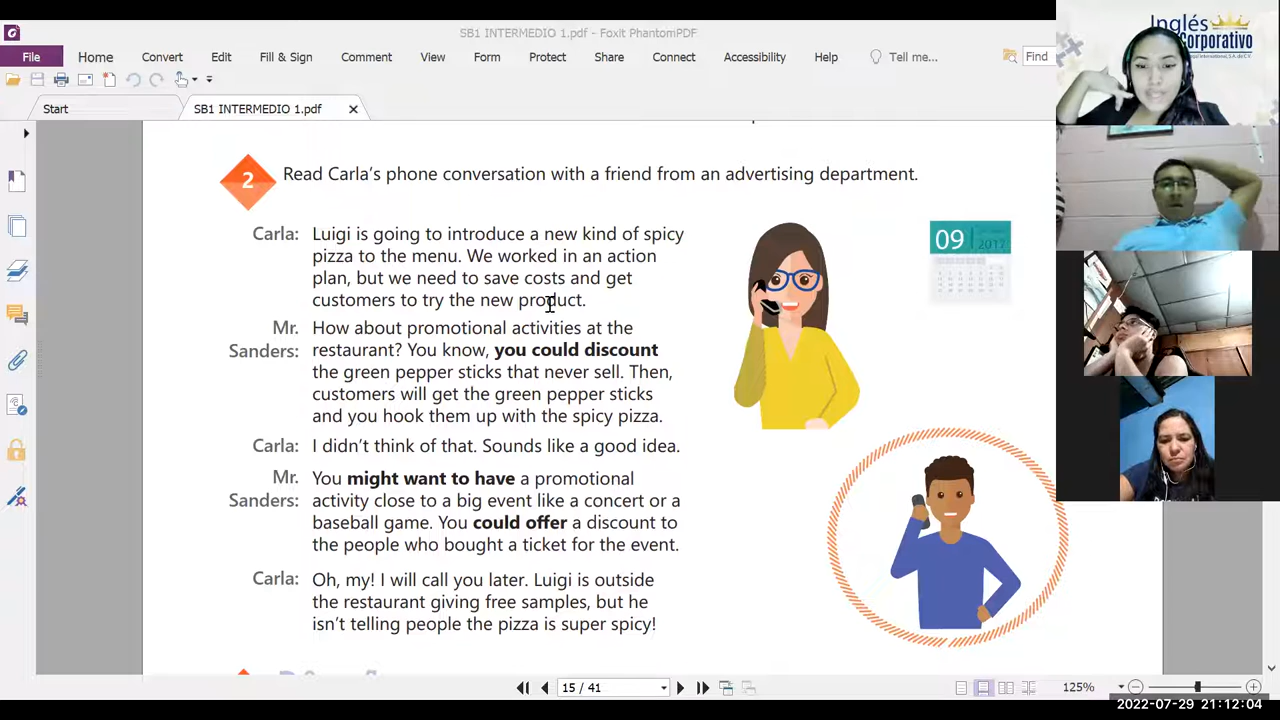 SB1 INTERMEDIO 1.pdf - Foxit PhantomPDF
File Home Convert Edit Fill & Sign Comment View Form Protect Share Connect Accessibility Help Tell me... Find
Start SB1 INTERMEDIO 1.pdf
Inglés
Corporativo
2 Read Carla's phone conversation with a friend from an advertising department.
Carla: Luigi is going to introduce a new kind of spicy
pizza to the menu. We worked in an action
plan, but we need to save costs and get
customers to try the new product.
Mr. How about promotional activities at the
Sanders: restaurant? You know, you could discount
the green pepper sticks that never sell. Then,
customers will get the green pepper sticks
and you hook them up with the spicy pizza.
Carla: I didn't think of that. Sounds like a good idea.
Mr. You might want to have a promotional
Sanders: activity close to a big event like a concert or a
baseball game. You could offer a discount to
the people who bought a ticket for the event.
Carla: Oh, my! I will call you later. Luigi is outside
the restaurant giving free samples, but he
isn't telling people the pizza is super spicy!
09 2017
15 / 41
125%
2022-07-29 21:12:04